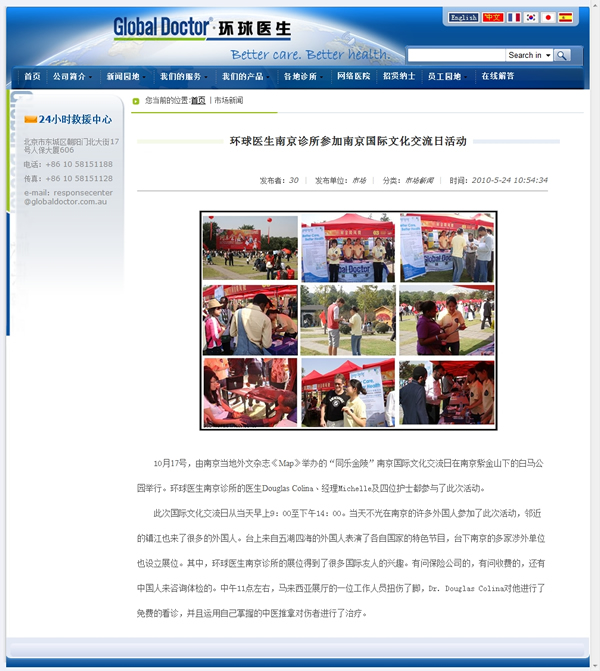 Global Doctor® · 环球医生
Better care. Better health.
English 中文
Search in
首页 公司简介 新闻园地 我们的服务 我们的产品 各地诊所 网络医院 招贤纳士 员工园地 在线解答
24小时救援中心
北京市东城区朝阳门北大街17
号人保大厦606
电话：+86 10 58151188
传真：+86 10 58151128
e-mail: responsecenter
@globaldoctor.com.au
您当前的位置:首页 | 市场新闻
环球医生南京诊所参加南京国际文化交流日活动
发布者：30 | 发布单位：市场 | 分类：市场新闻 | 时间：2010-5-24 10:54:34
Global Doctor
10月17号，由南京当地外文杂志《Map》举办的“同乐金陵”南京国际文化交流日在南京紫金山下的白马公
园举行。环球医生南京诊所的医生Douglas Colina、经理Michelle及四位护士都参与了此次活动。
此次国际文化交流日从当天早上9：00至下午14：00。当天不光在南京的许多外国人参加了此次活动，邻近
的镇江也来了很多的外国人。台上来自五湖四海的外国人表演了各自国家的特色节目，台下南京的多家涉外单位
也设立展位。其中，环球医生南京诊所的展位得到了很多国际友人的兴趣。有问保险公司的，有问收费的，还有
中国人来咨询体检的。中午11点左右，马来西亚展厅的一位工作人员扭伤了脚，Dr. Douglas Colina对他进行了
免费的看诊，并且运用自己掌握的中医推拿对伤者进行了治疗。